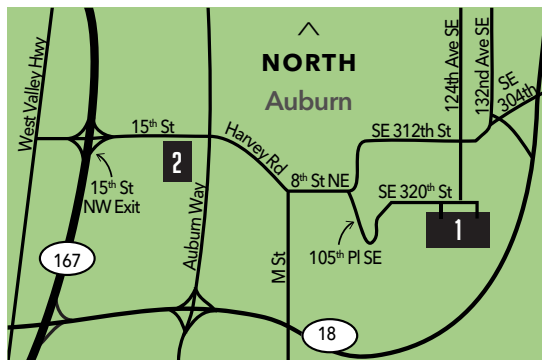 NORTH
Auburn
West Valley Hwy
15th St
15th St
NW Exit
167
2
Auburn Way
Harvey Rd
8th St NE
M St
105th Pl SE
SE 312th St
SE 320th St
124th Ave SE
132nd Ave SE
SE
304th
1
18